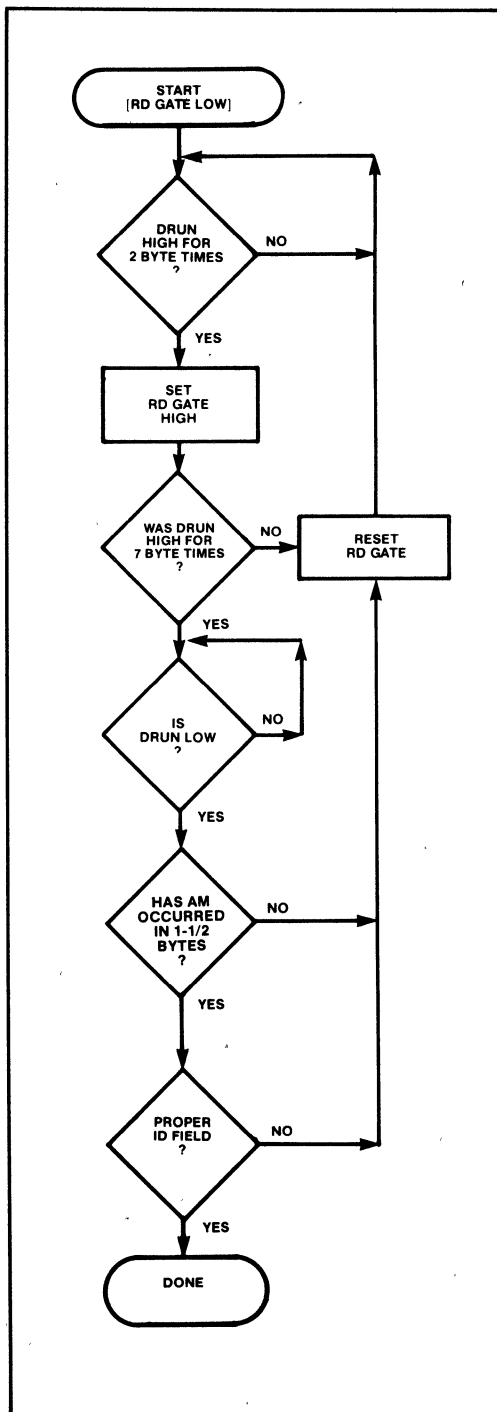 START
[RD GATE LOW]
DRUN
HIGH FOR
2 BYTE TIMES
?
NO
YES
SET
RD GATE
HIGH
WAS DRUN
HIGH FOR
7 BYTE TIMES
?
NO
RESET
RD GATE
YES
IS
DRUN LOW
?
NO
YES
HAS AM
OCCURRED
IN 1-1/2
BYTES
?
NO
YES
PROPER
ID FIELD
?
NO
YES
DONE